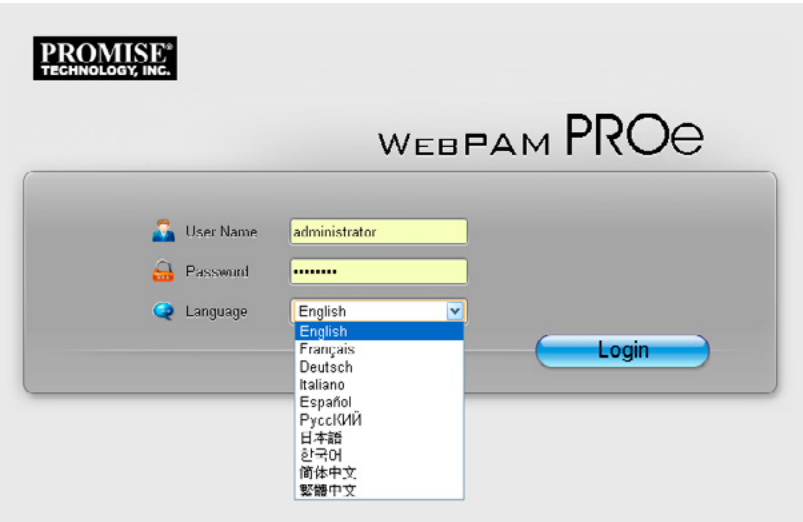 PROMISE®
TECHNOLOGY, INC.
WEBPAM PROe
User Name administrator
Password ••••••••
Language English
English
Français
Deutsch
Italiano
Español
РуссКИЙ
日本語
한국어
简体中文
繁體中文
Login